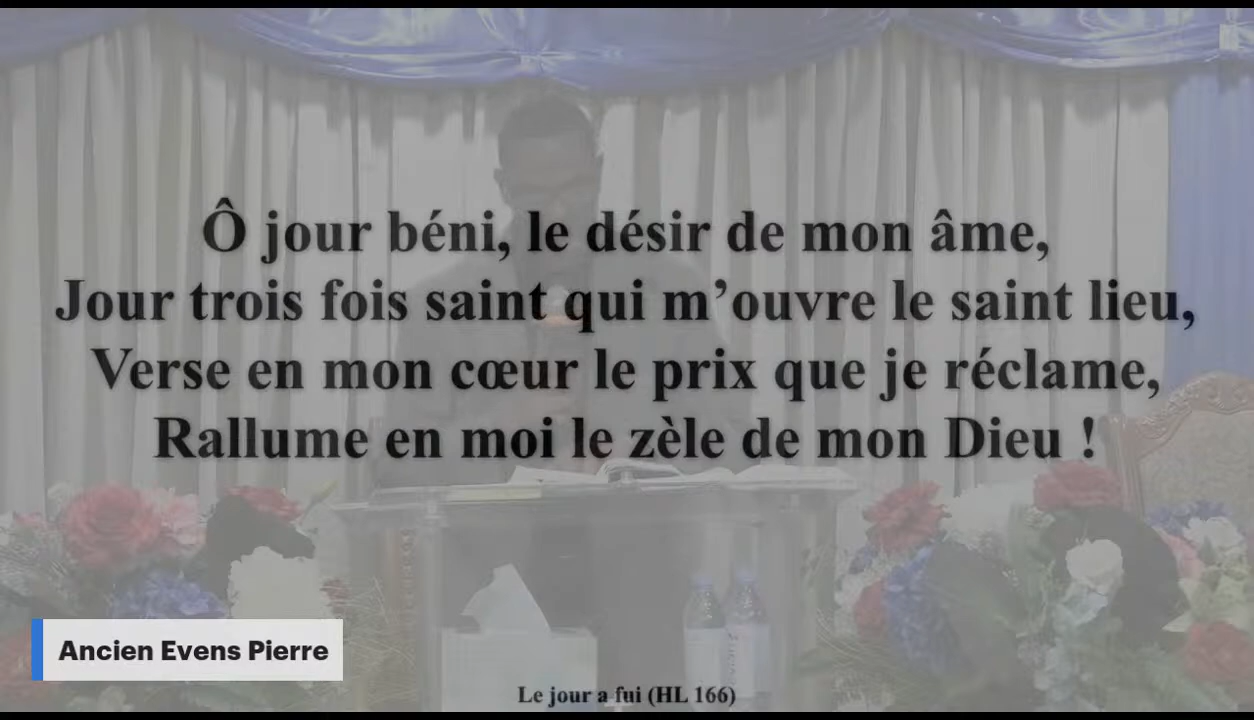 Ô jour béni, le désir de mon âme,
Jour trois fois saint qui m’ouvre le saint lieu,
Verse en mon cœur le prix que je réclame,
Rallume en moi le zèle de mon Dieu !
Ancien Evens Pierre
Le jour a fui (HL 166)